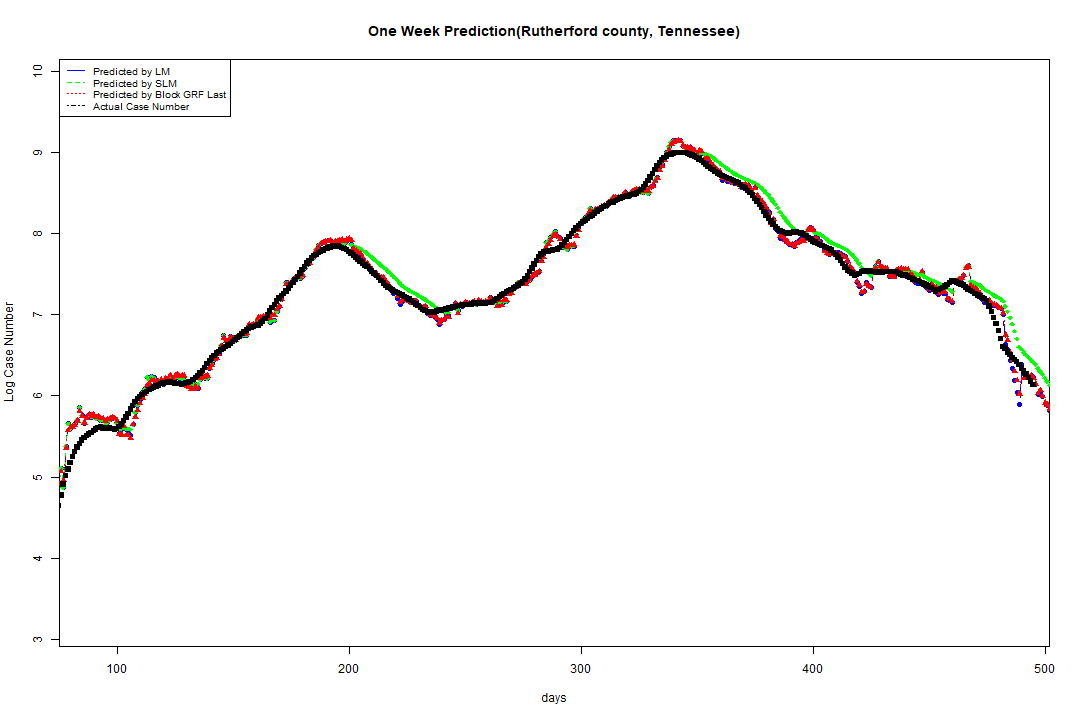 One Week Prediction(Rutherford county, Tennessee)
Predicted by LM
Predicted by SLM
Predicted by Block GRF Last
Actual Case Number
10
9
8
7
6
5
4
3
Log Case Number
100 200 300 400 500
days